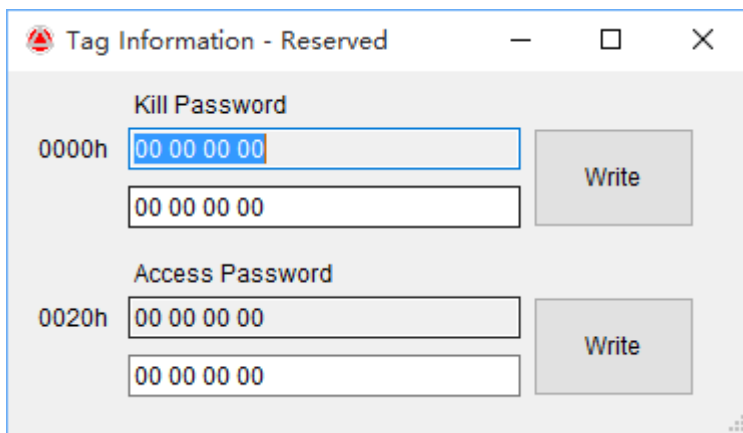 Tag Information - Reserved
Kill Password
0000h 00 00 00 00
Write
00 00 00 00
Access Password
0020h 00 00 00 00
Write
00 00 00 00